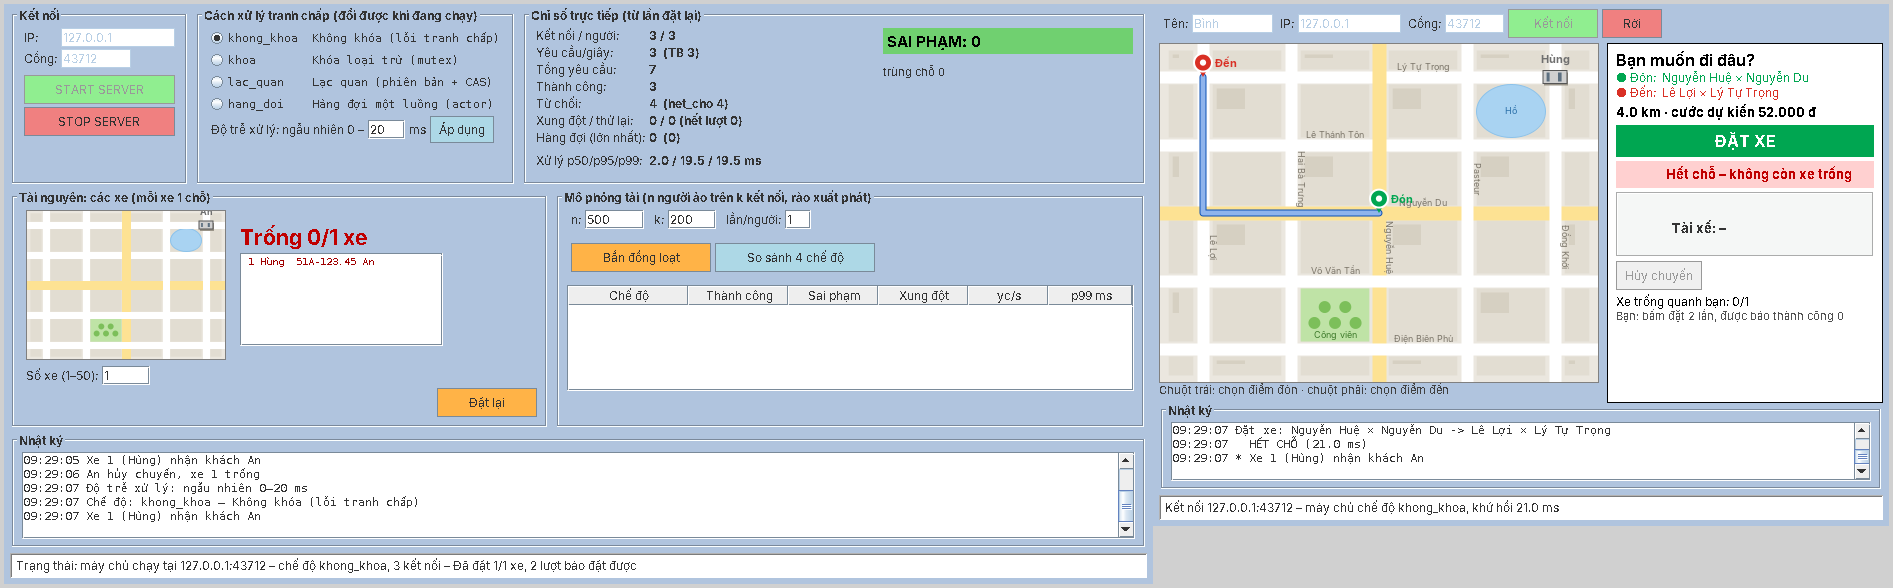 Kết nối
IP: 127.0.0.1
Cổng: 43712
START SERVER
STOP SERVER
Cách xử lý tranh chấp (đổi được khi đang chạy)
khong_khoa Không khóa (lỗi tranh chấp)
khoa Khóa loại trừ (mutex)
lac_quan Lạc quan (phiên bản + CAS)
hang_doi Hàng đợi một luồng (actor)
Độ trễ xử lý: ngẫu nhiên 0 – 20 ms Áp dụng
Chỉ số trực tiếp (từ lần đặt lại)
Kết nối / người: 3 / 3
Yêu cầu/giây: 3 (TB 3)
Tổng yêu cầu: 7
Thành công: 3
Từ chối: 4 (het_cho 4)
Xung đột / thử lại: 0 / 0 (hết lượt 0)
Hàng đợi (lớn nhất): 0 (0)
Xử lý p50/p95/p99: 2.0 / 19.5 / 19.5 ms
SAI PHẠM: 0
trùng chỗ 0
Tài nguyên: các xe (mỗi xe 1 chỗ)
An
Trống 0/1 xe
1 Hùng 51A-123.45 An
Số xe (1–50): 1
Đặt lại
Mô phỏng tải (n người ảo trên k kết nối, rào xuất phát)
n: 500 k: 200 lần/người: 1
Bắn đồng loạt
So sánh 4 chế độ
Chế độ Thành công Sai phạm Xung đột yc/s p99 ms
Nhật ký
09:29:05 Xe 1 (Hùng) nhận khách An
09:29:06 An hủy chuyến, xe 1 trống
09:29:07 Độ trễ xử lý: ngẫu nhiên 0–20 ms
09:29:07 Chế độ: khong_khoa – Không khóa (lỗi tranh chấp)
09:29:07 Xe 1 (Hùng) nhận khách An
Trạng thái: máy chủ chạy tại 127.0.0.1:43712 – chế độ khong_khoa, 3 kết nối – Đã đặt 1/1 xe, 2 lượt báo đặt được
Tên: Bình IP: 127.0.0.1 Cổng: 43712 Kết nối Rời
Đến
Lý Tự Trọng
Hùng
Hồ
Lê Thánh Tôn
Hai Bà Trưng
Pasteur
Đón
Nguyễn Du
Lê Lợi
Nguyễn Huệ
Đồng Khởi
Võ Văn Tần
Công viên
Điện Biên Phủ
Chuột trái: chọn điểm đón · chuột phải: chọn điểm đến
Bạn muốn đi đâu?
Đón: Nguyễn Huệ × Nguyễn Du
Đến: Lê Lợi × Lý Tự Trọng
4.0 km · cước dự kiến 52.000 đ
ĐẶT XE
Hết chỗ – không còn xe trống
Tài xế: –
Hủy chuyến
Xe trống quanh bạn: 0/1
Bạn: bấm đặt 2 lần, được báo thành công 0
Nhật ký
09:29:07 Đặt xe: Nguyễn Huệ × Nguyễn Du -> Lê Lợi × Lý Tự Trọng
09:29:07 HẾT CHỖ (21.0 ms)
09:29:07 * Xe 1 (Hùng) nhận khách An
Kết nối 127.0.0.1:43712 – máy chủ chế độ khong_khoa, khứ hồi 21.0 ms